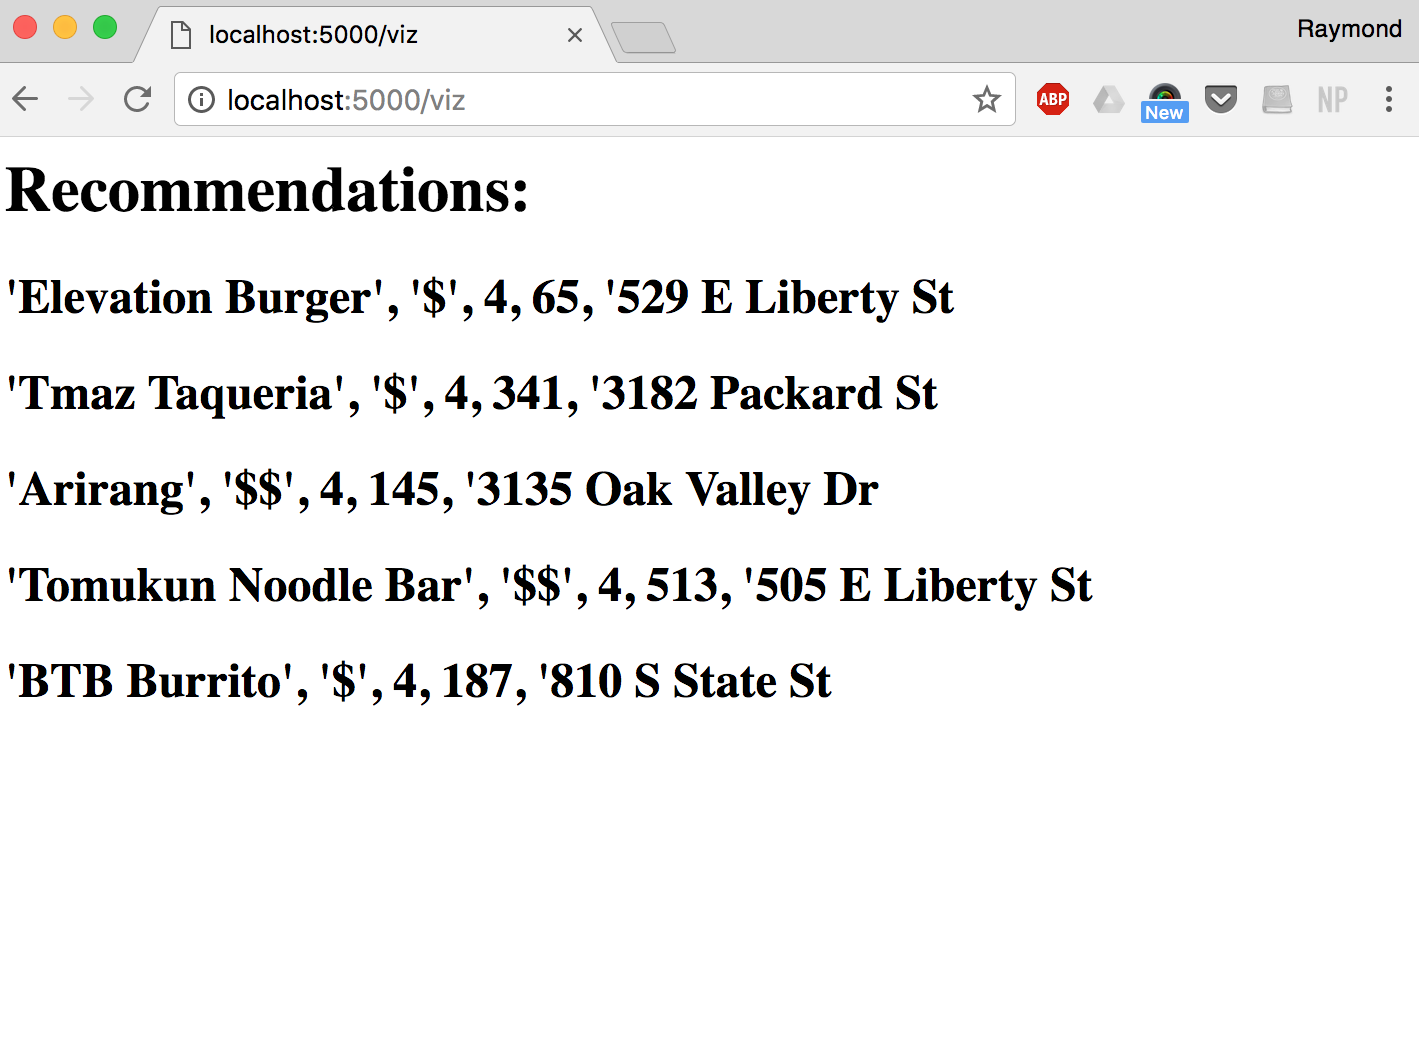 localhost:5000/viz
Raymond
localhost:5000/viz
ABP
New
NP
Recommendations:
'Elevation Burger', '$', 4, 65, '529 E Liberty St
'Tmaz Taqueria', '$', 4, 341, '3182 Packard St
'Arirang', '$$', 4, 145, '3135 Oak Valley Dr
'Tomukun Noodle Bar', '$$', 4, 513, '505 E Liberty St
'BTB Burrito', '$', 4, 187, '810 S State St